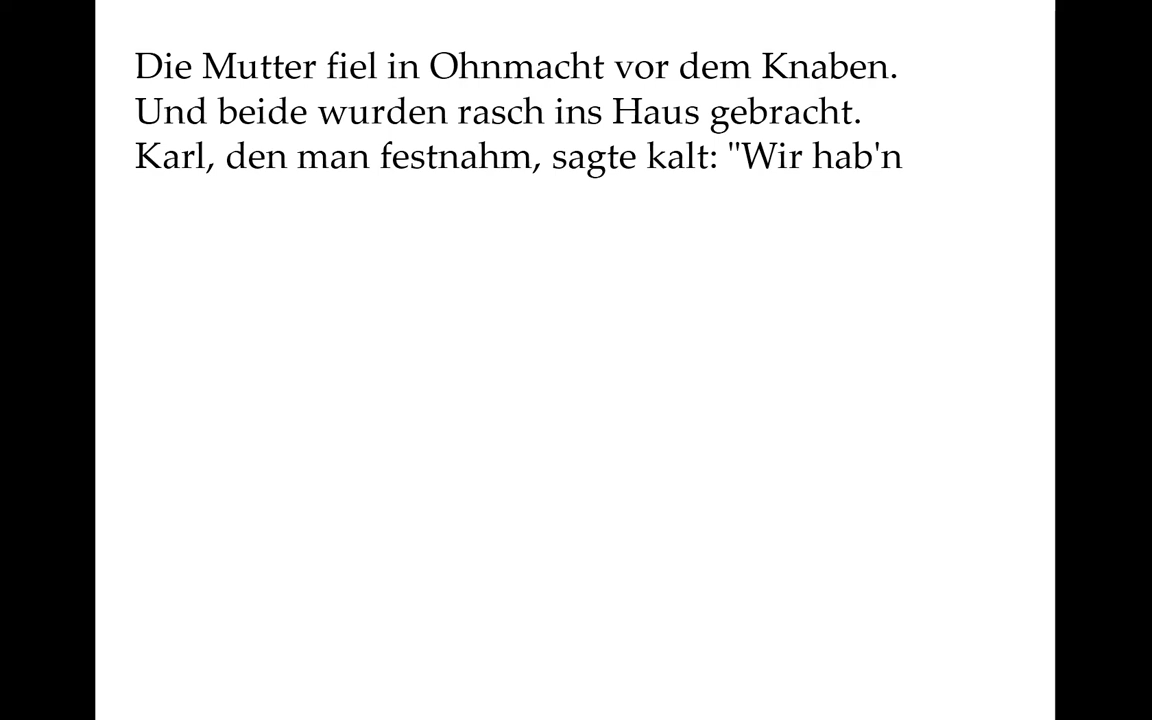 Die Mutter fiel in Ohnmacht vor dem Knaben.
Und beide wurden rasch ins Haus gebracht.
Karl, den man festnahm, sagte kalt: "Wir hab'n